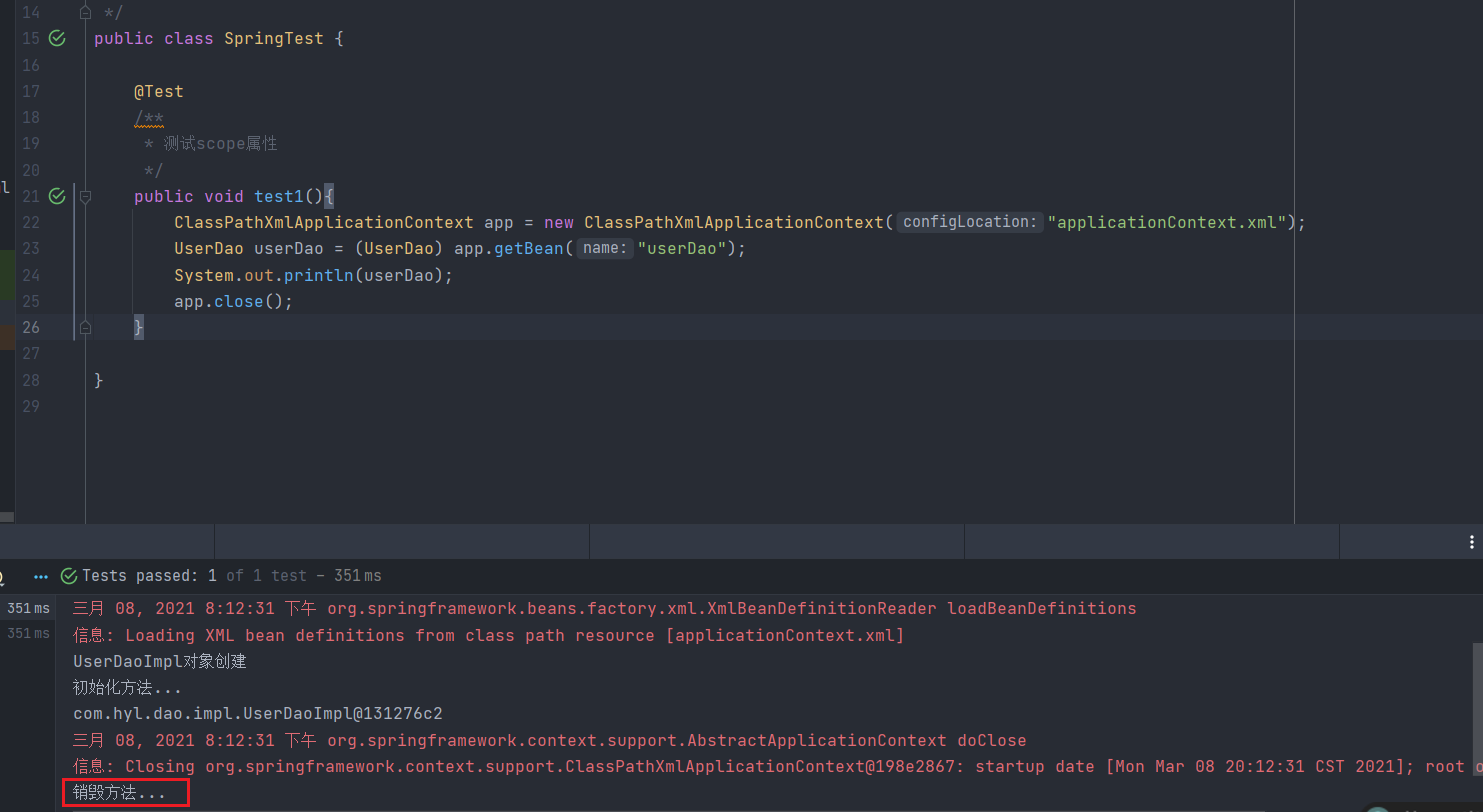 14 */
15 public class SpringTest {
16
17 @Test
18 /**
19 * 测试scope属性
20 */
l
21 public void test1(){
22 ClassPathXmlApplicationContext app = new ClassPathXmlApplicationContext( configLocation: "applicationContext.xml");
23 UserDao userDao = (UserDao) app.getBean( name: "userDao");
24 System.out.println(userDao);
25 app.close();
26 }
27
28 }
29
Tests passed: 1 of 1 test – 351 ms
351 ms 三月 08, 2021 8:12:31 下午 org.springframework.beans.factory.xml.XmlBeanDefinitionReader loadBeanDefinitions
351 ms 信息: Loading XML bean definitions from class path resource [applicationContext.xml]
UserDaoImpl对象创建
初始化方法...
com.hyl.dao.impl.UserDaoImpl@131276c2
三月 08, 2021 8:12:31 下午 org.springframework.context.support.AbstractApplicationContext doClose
信息: Closing org.springframework.context.support.ClassPathXmlApplicationContext@198e2867: startup date [Mon Mar 08 20:12:31 CST 2021]; root
销毁方法...